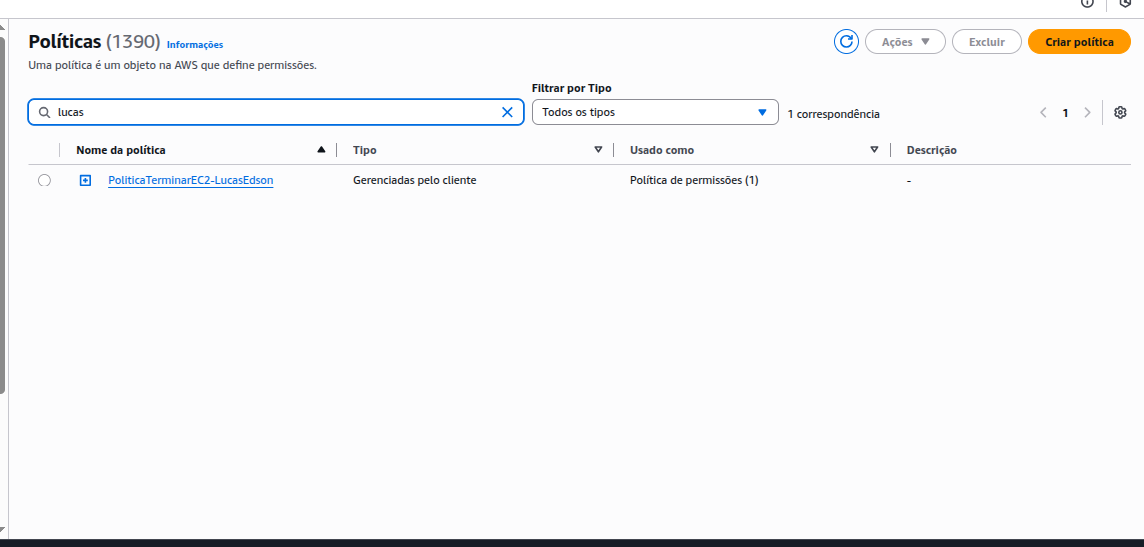 Políticas (1390) Informações
Ações
Excluir
Criar política
Uma política é um objeto na AWS que define permissões.
Filtrar por Tipo
lucas
Todos os tipos
1 correspondência
1
Nome da política
Tipo
Usado como
Descrição
PoliticaTerminarEC2-LucasEdson
Gerenciadas pelo cliente
Política de permissões (1)
-